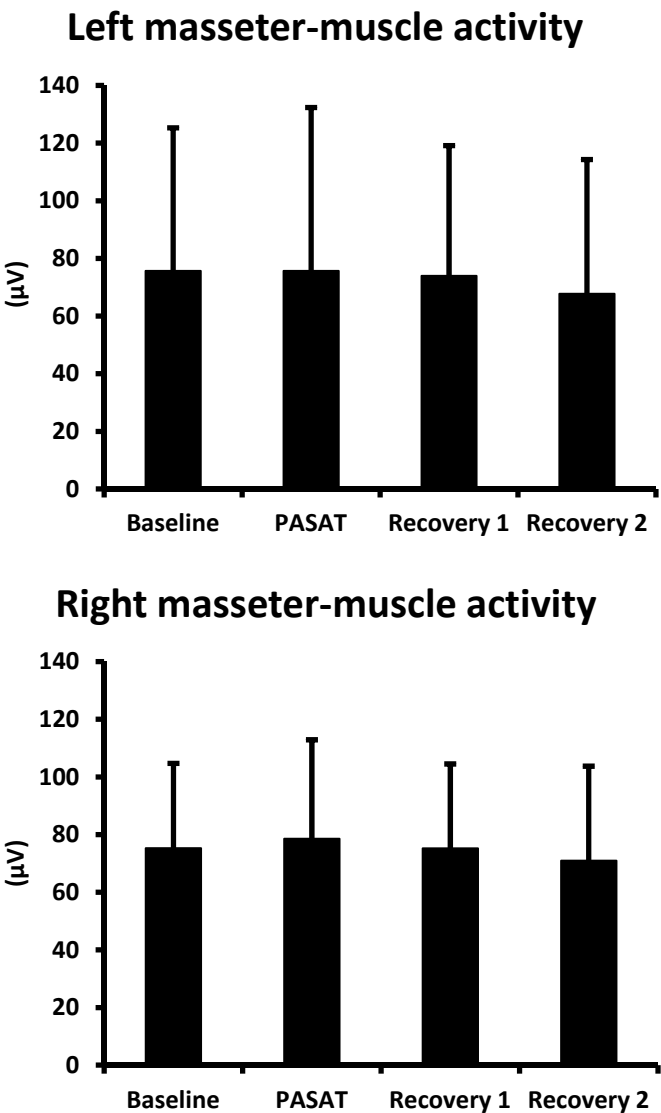 Left masseter-muscle activity
140
120
100
80
60
40
20
0
(µV)
Baseline PASAT Recovery 1 Recovery 2
Right masseter-muscle activity
140
120
100
80
60
40
20
0
(µV)
Baseline PASAT Recovery 1 Recovery 2